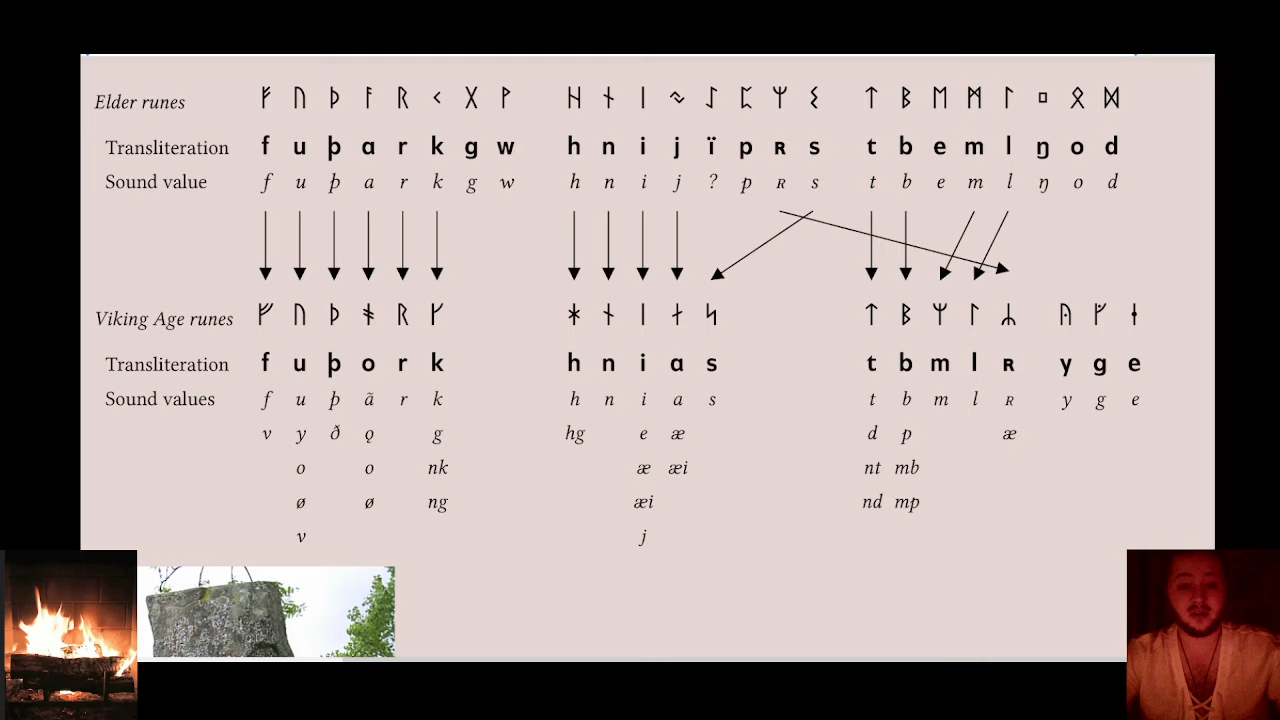 Elder runes ᚠ ᚢ ᚦ ᚨ ᚱ ᚲ ᚷ ᚹ ᚺ ᚾ ᛁ ᛃ ᛇ ᛈ ᛉ ᛊ ᛏ ᛒ ᛖ ᛗ ᛚ ᛜ ᛟ ᛞ
Transliteration f u þ a r k g w h n i j ï p ʀ s t b e m l ŋ o d
Sound value f u þ a r k g w h n i j ? p ʀ s t b e m l ŋ o d
Viking Age runes ᚠ ᚢ ᚦ ᚬ ᚱ ᚴ ᚼ ᚾ ᛁ ᛅ ᛋ ᛏ ᛒ ᛘ ᛚ ᛦ ᚤ ᚵ ᛂ
Transliteration f u þ o r k h n i a s t b m l ʀ y g e
Sound values f u þ ã r k h n i a s t b m l ʀ y g e
v y ð ǫ g hg e æ d p æ
o o nk æ æi nt mb
ø ø ng æi nd mp
v j